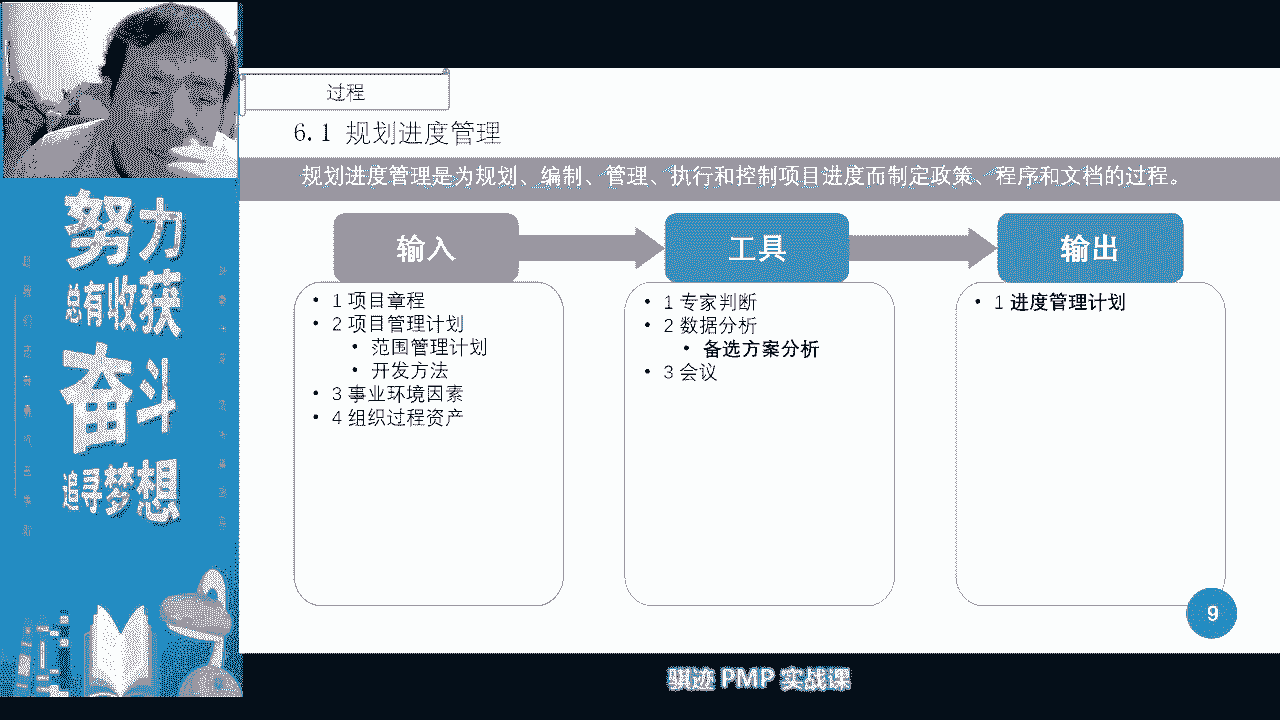 过程
6.1 规划进度管理
规划进度管理是为规划、编制、管理、执行和控制项目进度而制定政策、程序和文档的过程。
输入
• 1 项目章程
• 2 项目管理计划
• 范围管理计划
• 开发方法
• 3 事业环境因素
• 4 组织过程资产
工具
• 1 专家判断
• 2 数据分析
• 备选方案分析
• 3 会议
输出
• 1 进度管理计划
9
努力
总有收获
奋斗
追寻梦想
骐迹 PMP 实战课